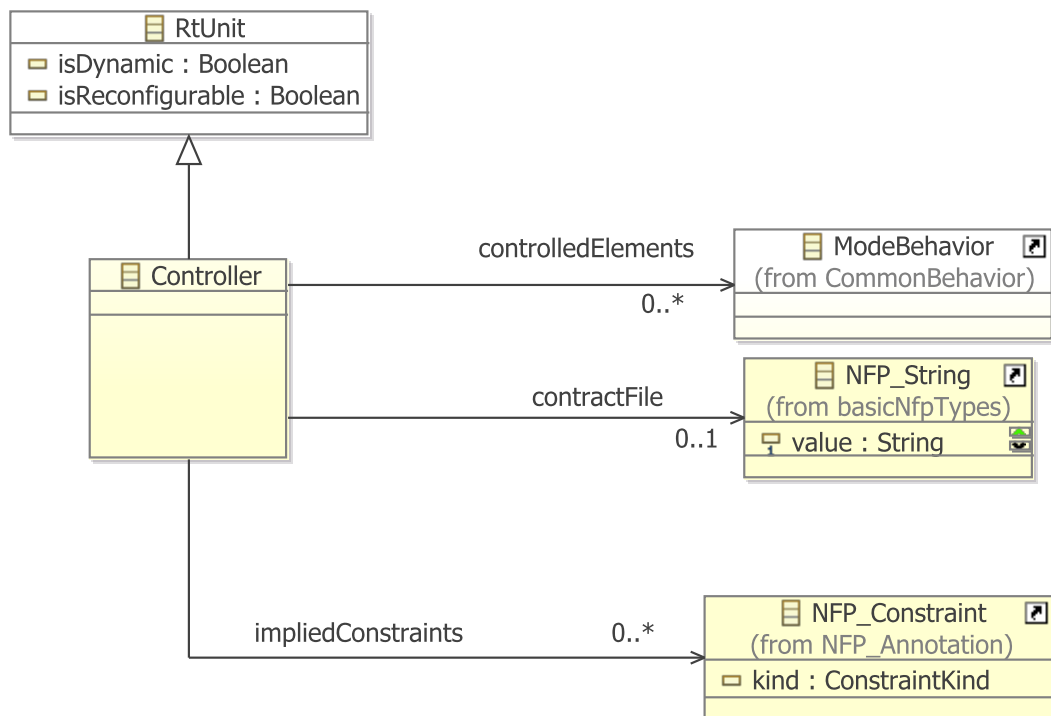 RtUnit
isDynamic : Boolean
isReconfigurable : Boolean
controlledElements
0..*
ModeBehavior
(from CommonBehavior)
Controller
contractFile
0..1
NFP_String
(from basicNfpTypes)
1 value : String
impliedConstraints
0..*
NFP_Constraint
(from NFP_Annotation)
kind : ConstraintKind